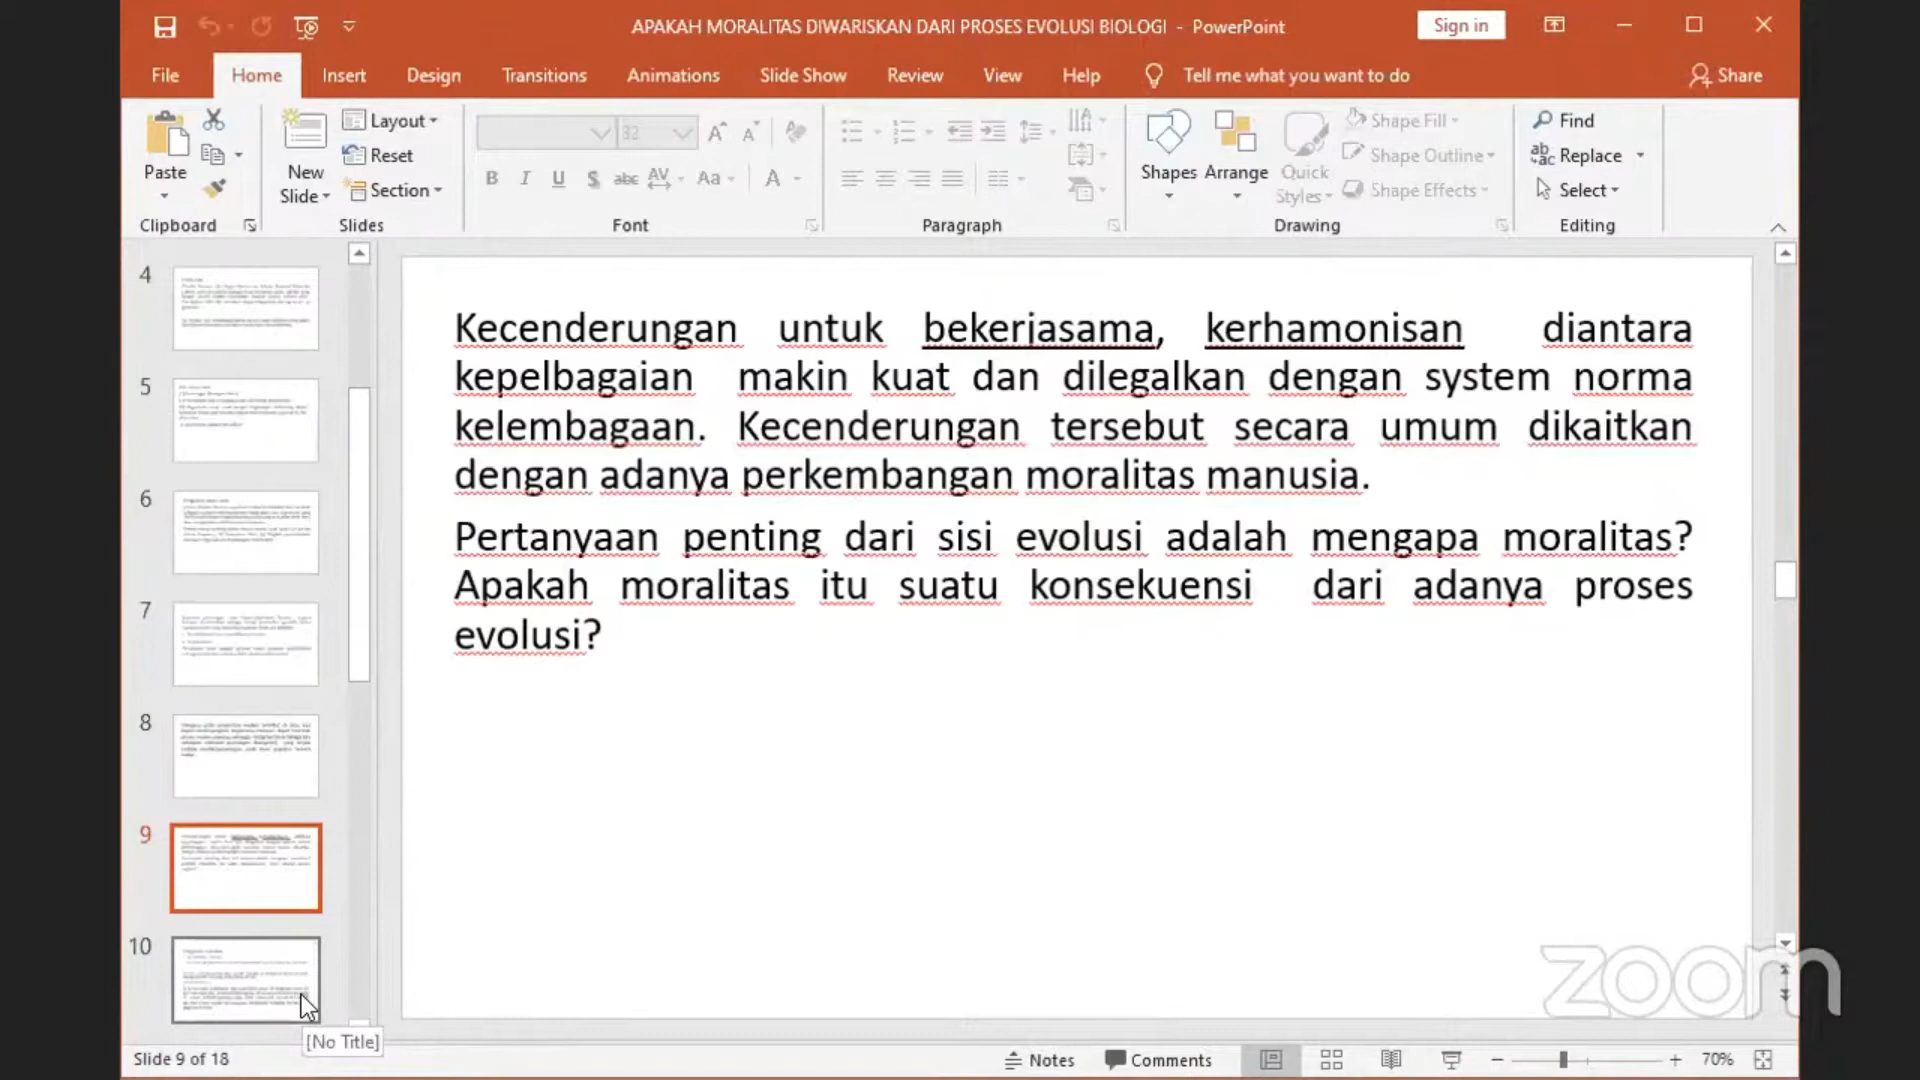 APAKAH MORALITAS DIWARISKAN DARI PROSES EVOLUSI BIOLOGI - PowerPoint
Sign in
File Home Insert Design Transitions Animations Slide Show Review View Help Tell me what you want to do Share
Paste
New Slide
Layout
Reset
Section
32
Shapes
Arrange
Quick Styles
Shape Fill
Shape Outline
Shape Effects
Find
Replace
Select
Clipboard Slides Font Paragraph Drawing Editing
4
5
6
7
8
9
10
[No Title]
Kecenderungan untuk bekerjasama, kerhamonisan diantara
kepelbagaian makin kuat dan dilegalkan dengan system norma
kelembagaan. Kecenderungan tersebut secara umum dikaitkan
dengan adanya perkembangan moralitas manusia.
Pertanyaan penting dari sisi evolusi adalah mengapa moralitas?
Apakah moralitas itu suatu konsekuensi dari adanya proses
evolusi?
zoom
Slide 9 of 18
Notes Comments 70%